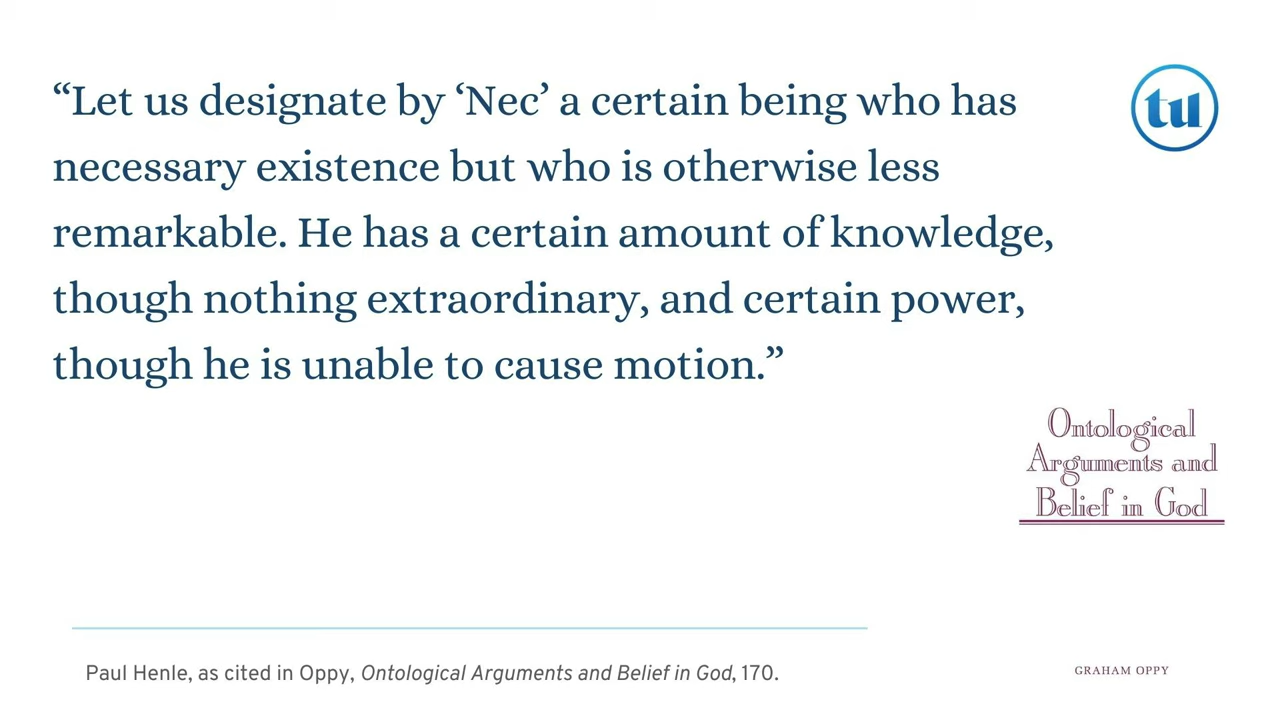 “Let us designate by ‘Nec’ a certain being who has
necessary existence but who is otherwise less
remarkable. He has a certain amount of knowledge,
though nothing extraordinary, and certain power,
though he is unable to cause motion.”
tu
Ontological
Arguments and
Belief in God
Paul Henle, as cited in Oppy, Ontological Arguments and Belief in God, 170.
GRAHAM OPPY